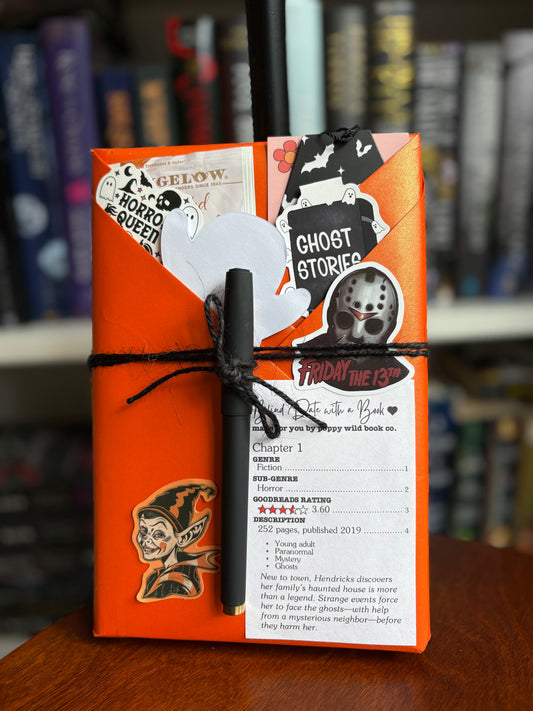 GELOW®
SINCE 1945
HORROR
QUEEN
GHOST
STORIES
FRIDAY
THE 13TH
Blind Date with a Book
made for you by poppy wild book co.
Chapter 1
GENRE
Fiction 1
SUB-GENRE
Horror 2
GOODREADS RATING
3.60 3
DESCRIPTION
252 pages, published 2019 4
• Young adult
• Paranormal
• Mystery
• Ghosts
New to town, Hendricks discovers
her family's haunted house is more
than a legend. Strange events force
her to face the ghosts—with help
from a mysterious neighbor—before
they harm her.